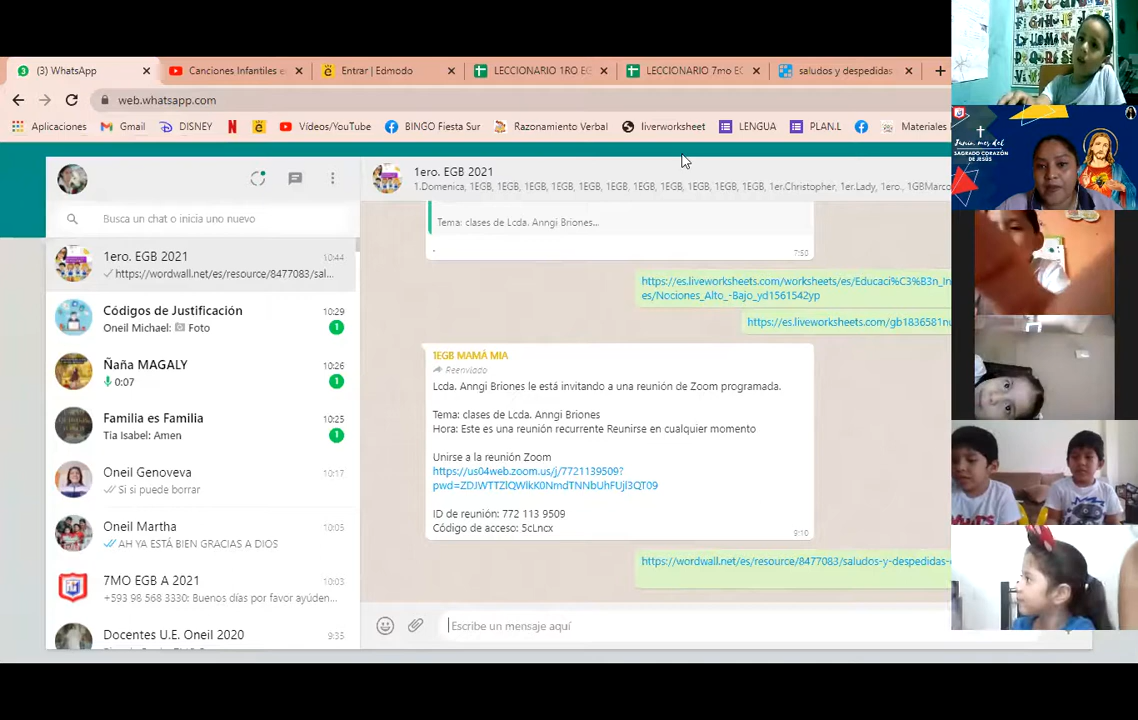 (3) WhatsApp
Canciones Infantiles e
Entrar | Edmodo
LECCIONARIO 1RO E
LECCIONARIO 7mo E
saludos y despedidas
web.whatsapp.com
Aplicaciones
Gmail
DISNEY
Vídeos/YouTube
BINGO Fiesta Sur
Razonamiento Verbal
liverworksheet
LENGUA
PLAN.L
Materiales
Busca un chat o inicia uno nuevo
1ero. EGB 2021
10:44
https://wordwall.net/es/resource/8477083/sal...
Códigos de Justificación
10:29
Oneil Michael: Foto
1
Ñaña MAGALY
10:26
0:07
1
Familia es Familia
10:25
Tia Isabel: Amen
1
Oneil Genoveva
10:17
Si si puede borrar
Oneil Martha
10:05
AH YA ESTÁ BIEN GRACIAS A DIOS
7MO EGB A 2021
10:03
+593 98 568 3330: Buenos días por favor ayúden...
Docentes U.E. Oneil 2020
9:35
1ero. EGB 2021
1.Domenica, 1EGB, 1EGB, 1EGB, 1EGB, 1EGB, 1EGB, 1EGB, 1EGB, 1EGB, 1EGB, 1EGB, 1er.Christopher, 1er.Lady, 1ero., 1GBMarco
Tema: clases de Lcda. Anngi Briones...
7:50
https://es.liveworksheets.com/worksheets/es/Educaci%C3%B3n_In
es/Nociones_Alto_-Bajo_yd1561542yp
https://es.liveworksheets.com/gb1836581nu
1EGB MAMÁ MIA
Reenviado
Lcda. Anngi Briones le está invitando a una reunión de Zoom programada.
Tema: clases de Lcda. Anngi Briones
Hora: Este es una reunión recurrente Reunirse en cualquier momento
Unirse a la reunión Zoom
https://us04web.zoom.us/j/7721139509?
pwd=ZDJWTTZlQWlkK0NmdTNNbUhFUjl3QT09
ID de reunión: 772 113 9509
Código de acceso: 5cLncx
9:10
https://wordwall.net/es/resource/8477083/saludos-y-despedidas-
Escribe un mensaje aquí
Junio, mes del
SAGRADO CORAZÓN
DE JESÚS